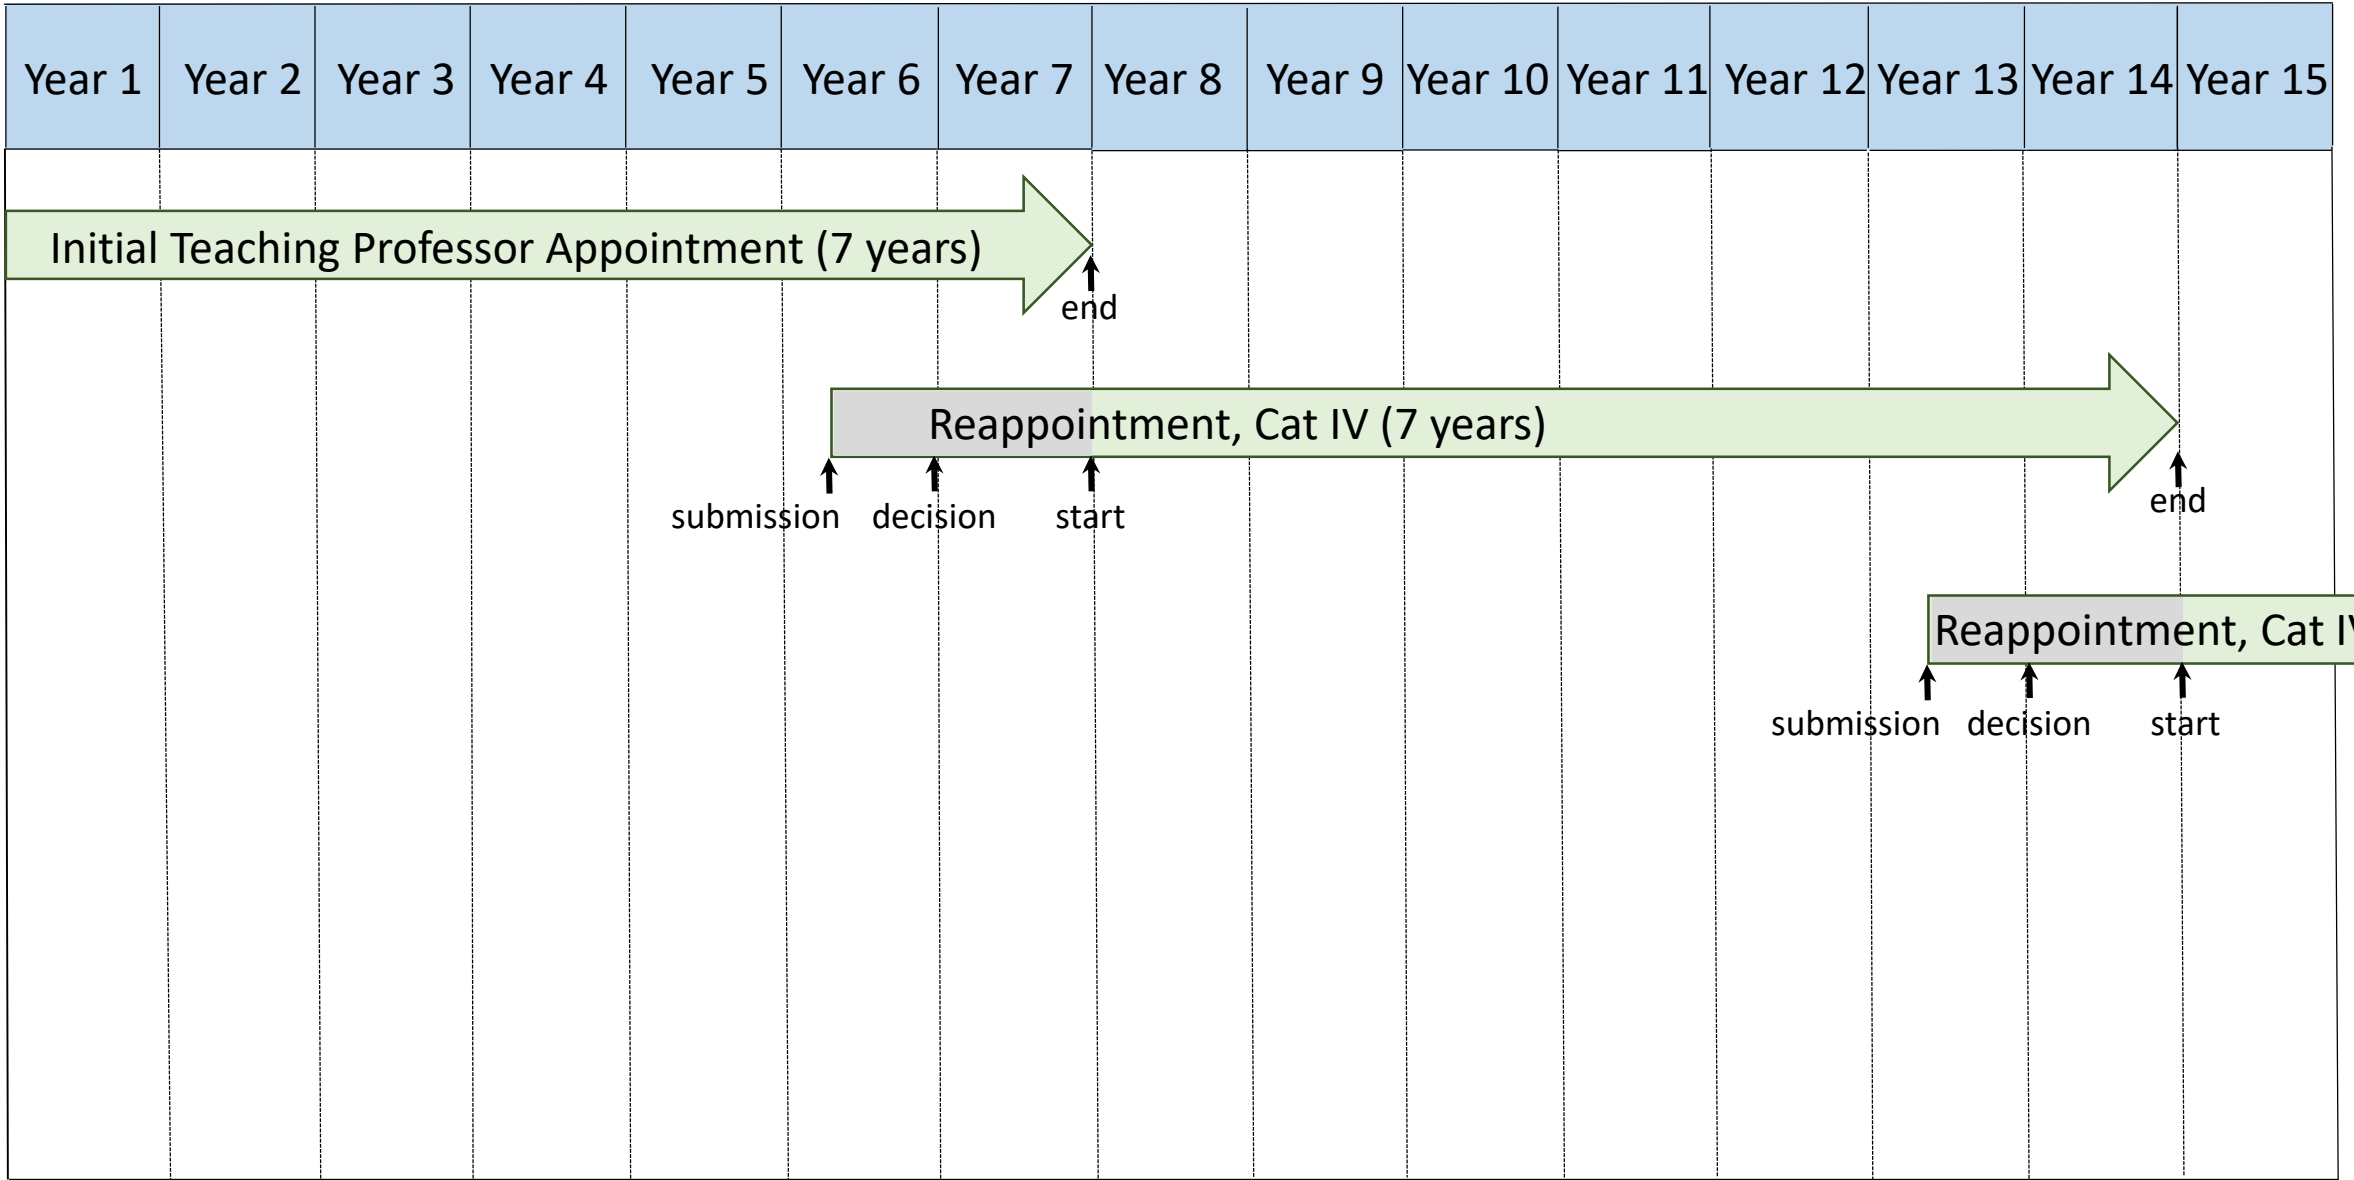 Year 1 Year 2 Year 3 Year 4 Year 5 Year 6 Year 7 Year 8 Year 9 Year 10 Year 11 Year 12 Year 13 Year 14 Year 15
Initial Teaching Professor Appointment (7 years)
end
Reappointment, Cat IV (7 years)
submission decision start
end
Reappointment, Cat IV
submission decision start